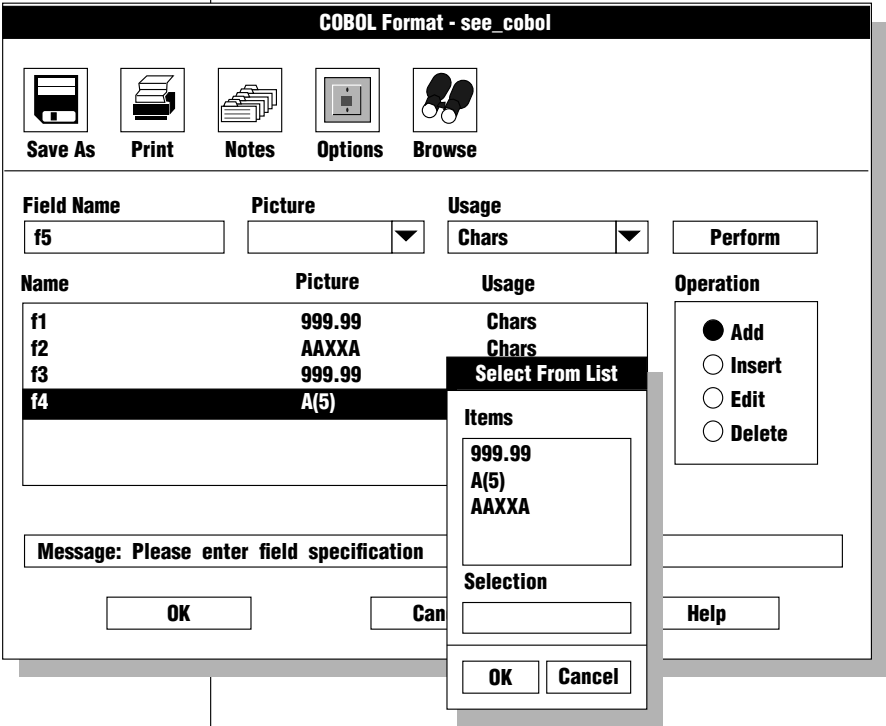 COBOL Format - see_cobol
Save As Print Notes Options Browse
Field Name Picture Usage
f5 Chars Perform
Name Picture Usage Operation
f1 999.99 Chars
f2 AAXXA Chars
f3 999.99
f4 A(5)
Add
Insert
Edit
Delete
Select From List
Items
999.99
A(5)
AAXXA
Selection
OK Cancel
Message: Please enter field specification
OK Can Help